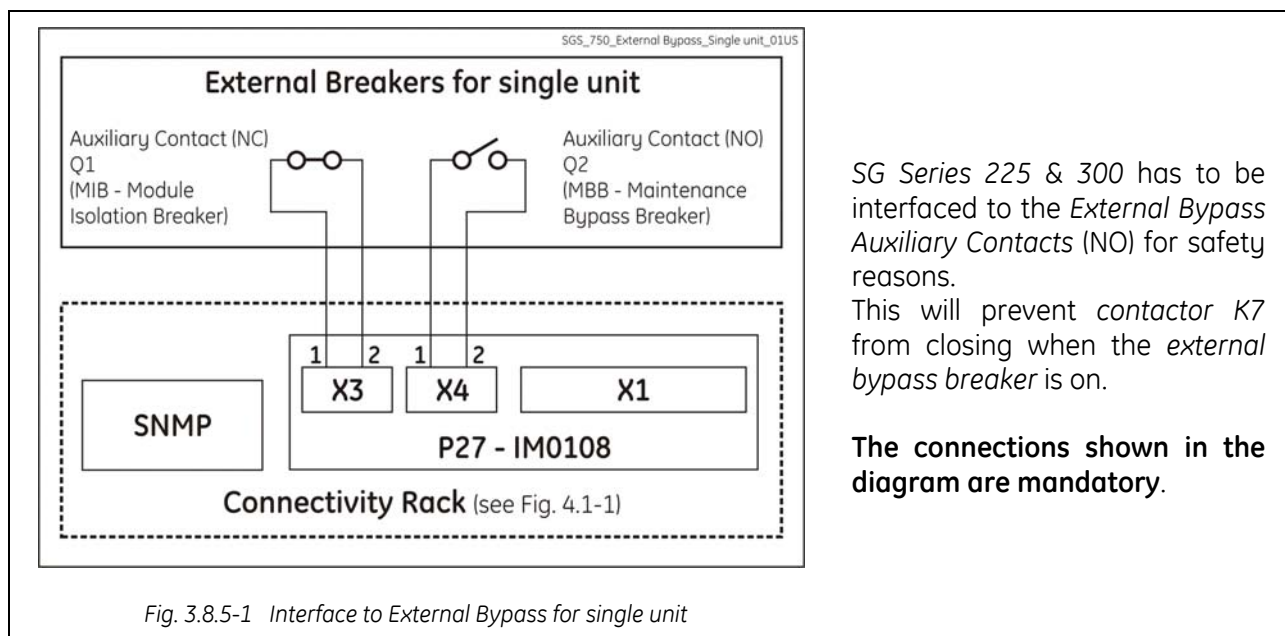 SGS_750_External Bypass_Single unit_01US
External Breakers for single unit
Auxiliary Contact (NC)
Q1
(MIB - Module
Isolation Breaker)
Auxiliary Contact (NO)
Q2
(MBB - Maintenance
Bypass Breaker)
1 2 1 2
X3 X4 X1
SNMP
P27 - IM0108
Connectivity Rack (see Fig. 4.1-1)
Fig. 3.8.5-1 Interface to External Bypass for single unit
SG Series 225 & 300 has to be
interfaced to the External Bypass
Auxiliary Contacts (NO) for safety
reasons.
This will prevent contactor K7
from closing when the external
bypass breaker is on.
The connections shown in the
diagram are mandatory.